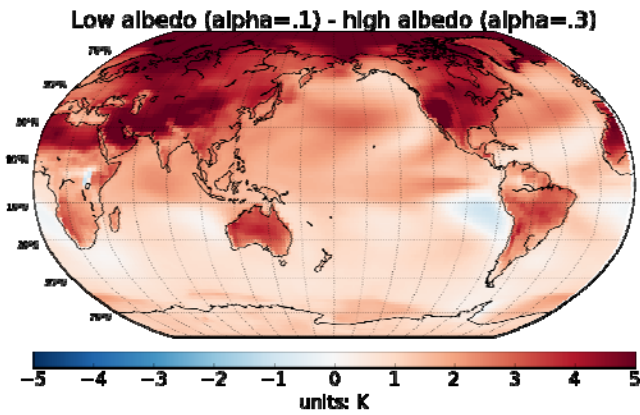 Low albedo (alpha=.1) - high albedo (alpha=.3)
−5 −4 −3 −2 −1 0 1 2 3 4 5
units: K